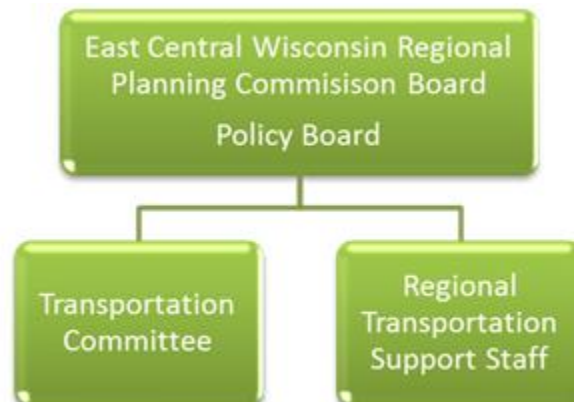 East Central Wisconsin Regional
Planning Commisison Board
Policy Board
Transportation
Committee
Regional
Transportation
Support Staff